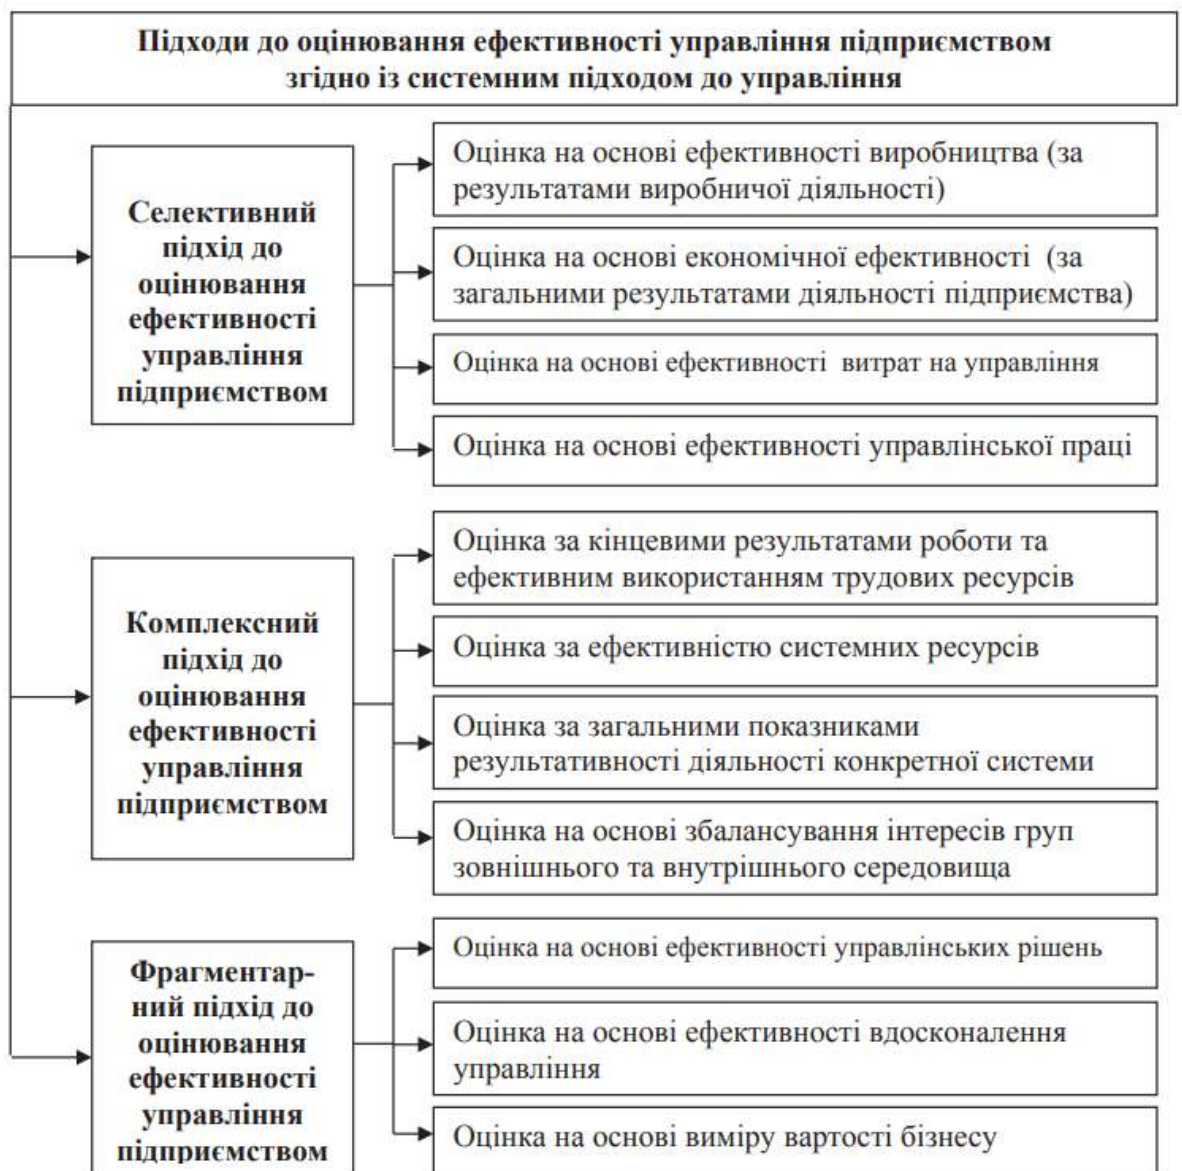 Підходи до оцінювання ефективності управління підприємством
згідно із системним підходом до управління
Селективний
підхід до
оцінювання
ефективності
управління
підприємством
Оцінка на основі ефективності виробництва (за
результатами виробничої діяльності)
Оцінка на основі економічної ефективності (за
загальними результатами діяльності підприємства)
Оцінка на основі ефективності витрат на управління
Оцінка на основі ефективності управлінської праці
Комплексний
підхід до
оцінювання
ефективності
управління
підприємством
Оцінка за кінцевими результатами роботи та
ефективним використанням трудових ресурсів
Оцінка за ефективністю системних ресурсів
Оцінка за загальними показниками
результативності діяльності конкретної системи
Оцінка на основі збалансування інтересів груп
зовнішнього та внутрішнього середовища
Фрагментар-
ний підхід до
оцінювання
ефективності
управління
підприємством
Оцінка на основі ефективності управлінських рішень
Оцінка на основі ефективності вдосконалення
управління
Оцінка на основі виміру вартості бізнесу